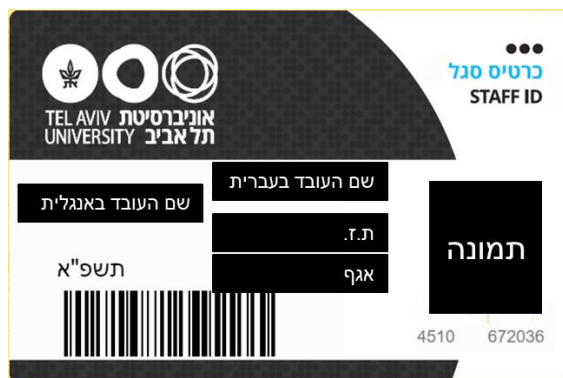 ●●●
כרטיס סגל
STAFF ID
TEL AVIV אוניברסיטת
UNIVERSITY תל אביב
שם העובד בעברית
שם העובד באנגלית
ת.ז.
אגף
תמונה
תשפ"א
4510 672036